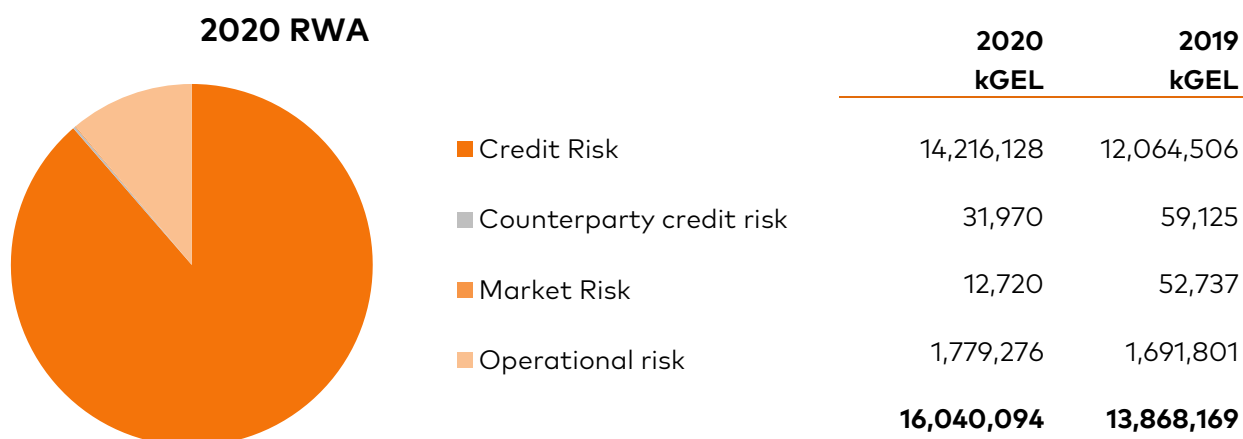 2020 RWA
2020 2019
kGEL kGEL
Credit Risk 14,216,128 12,064,506
Counterparty credit risk 31,970 59,125
Market Risk 12,720 52,737
Operational risk 1,779,276 1,691,801
16,040,094 13,868,169